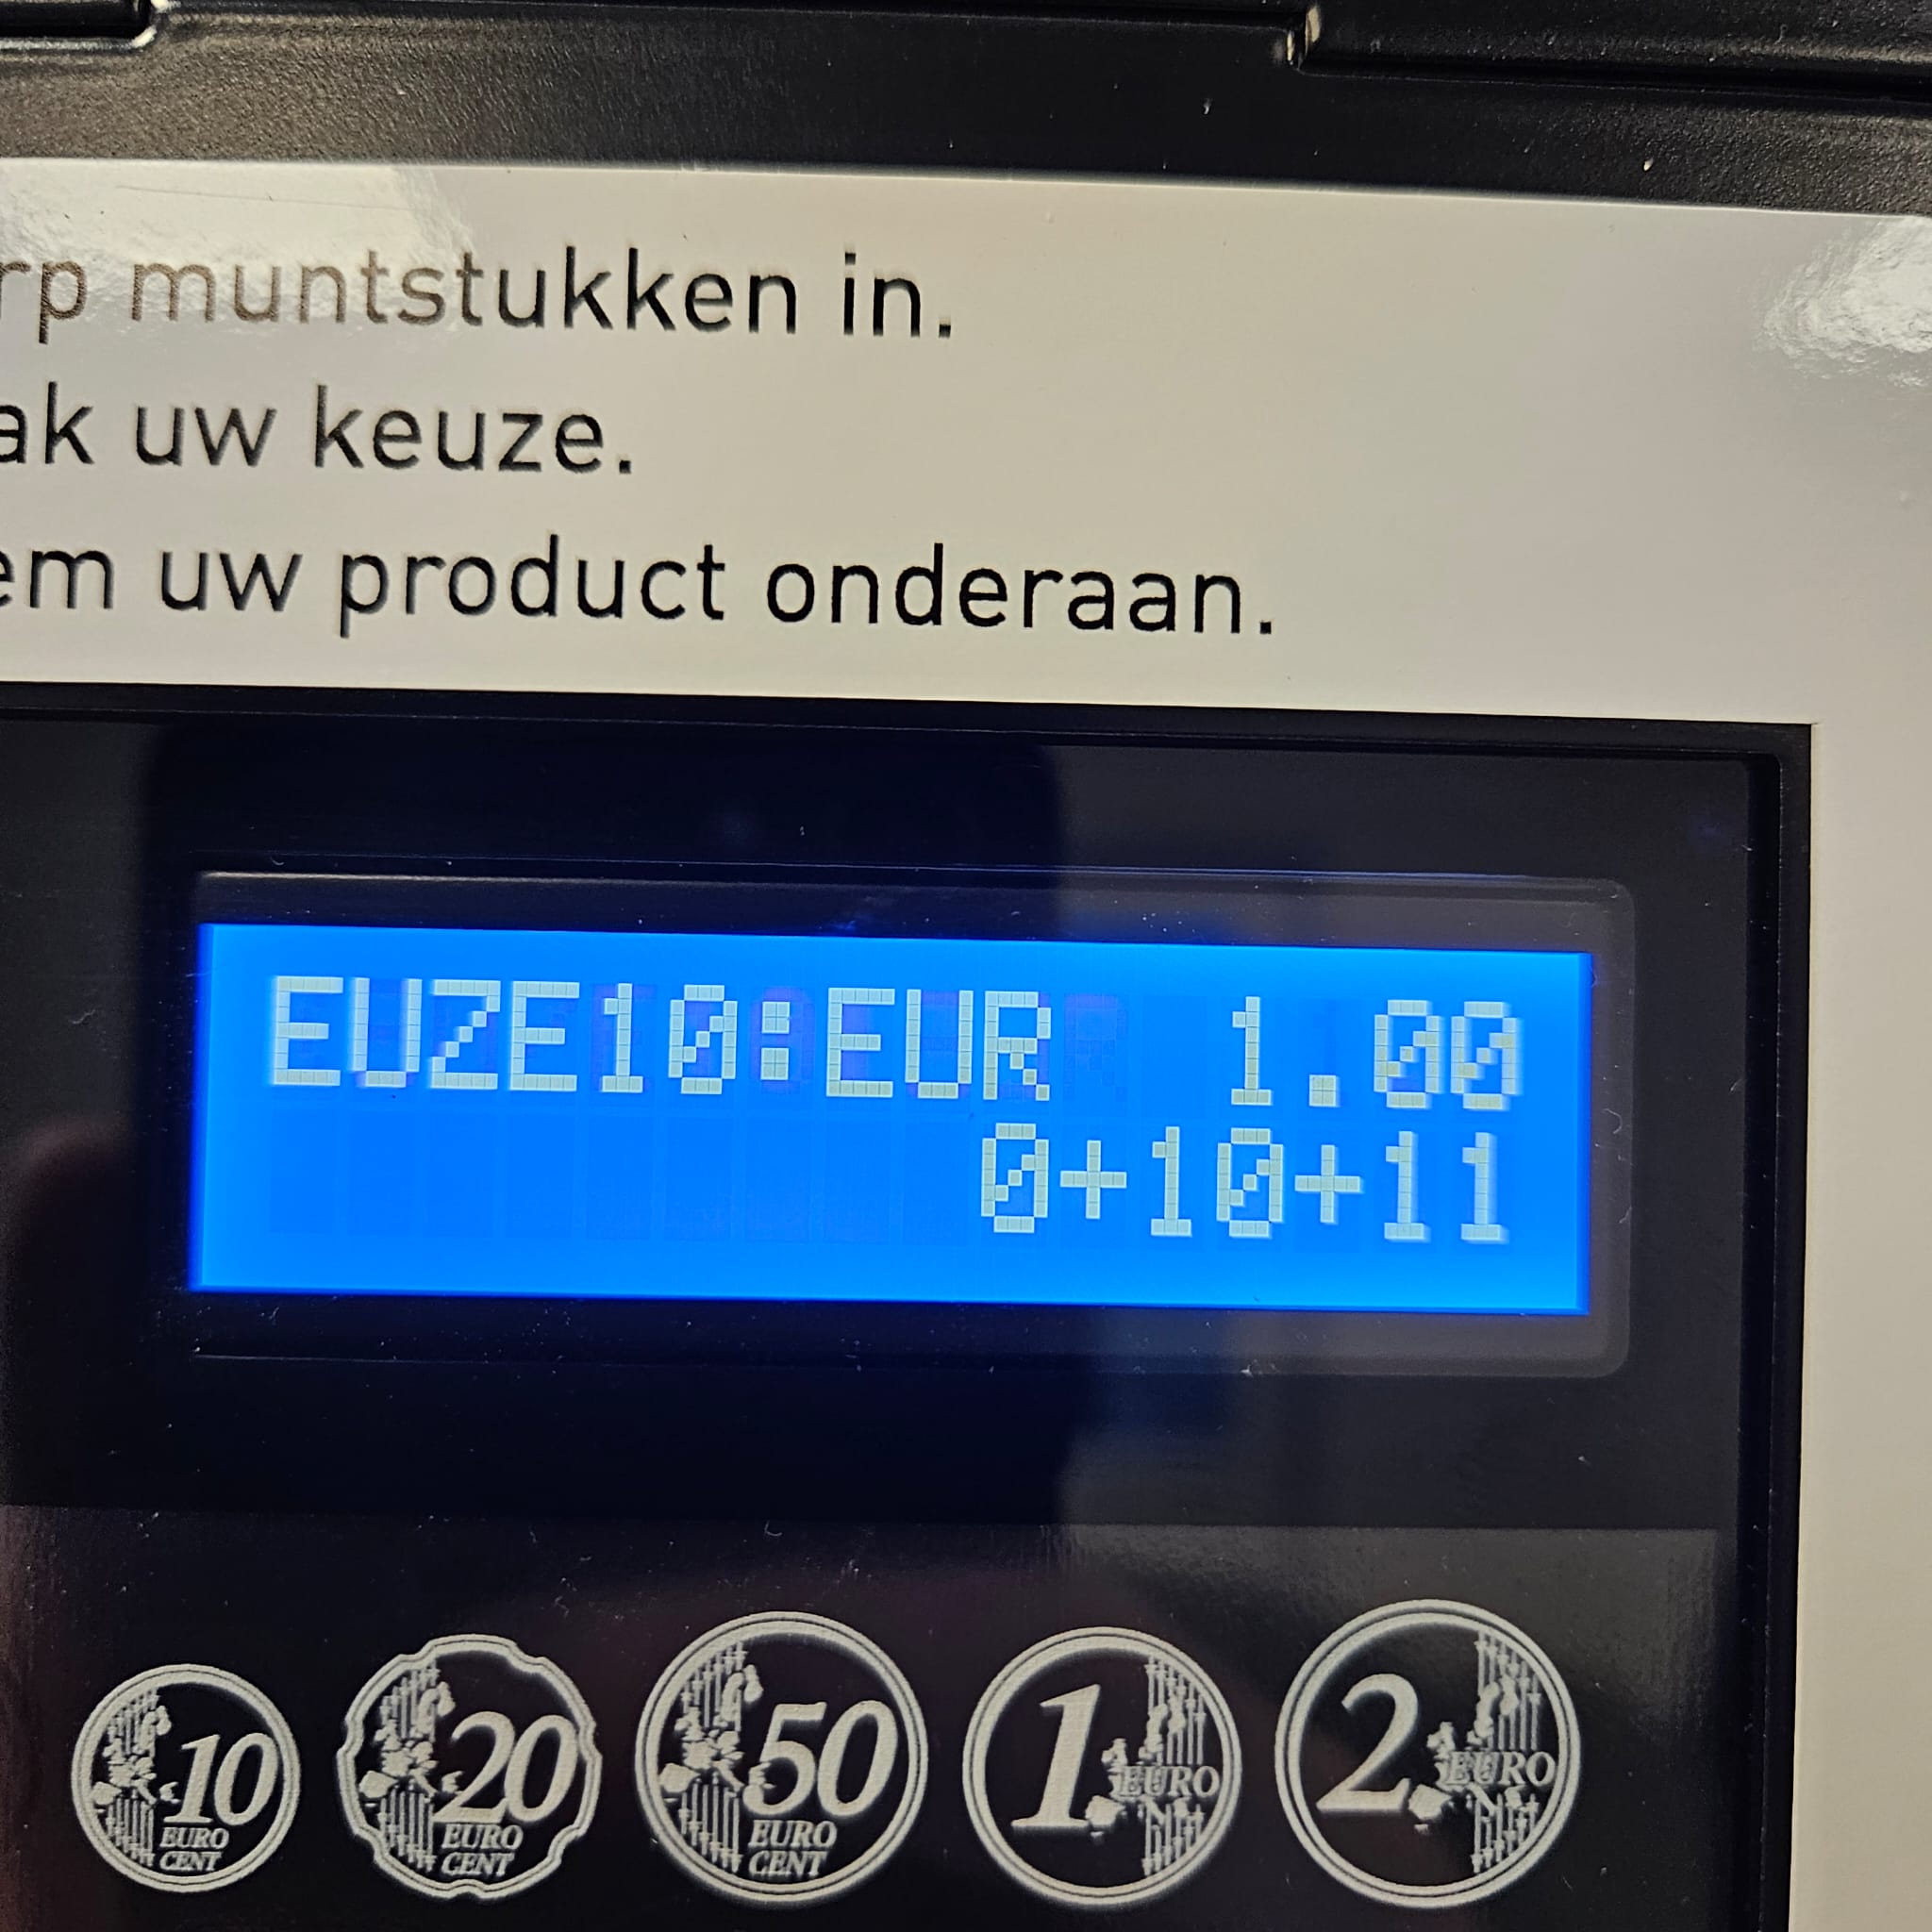 rp muntstukken in.
ak uw keuze.
em uw product onderaan.
EUZE10:EUR 1.00
0+10+11
10 EURO CENT
20 EURO CENT
50 EURO CENT
1 EURO
2 EURO